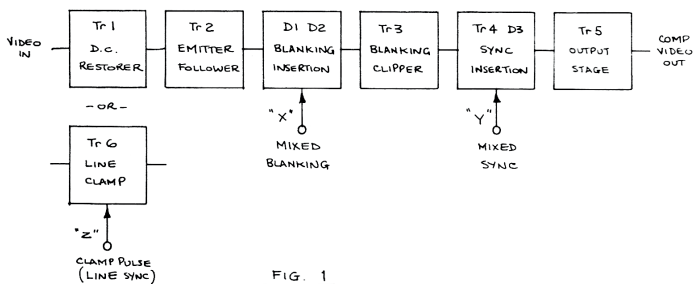 VIDEO
IN
Tr 1
D.C.
RESTORER
Tr 2
EMITTER
FOLLOWER
D1 D2
BLANKING
INSERTION
Tr 3
BLANKING
CLIPPER
Tr 4 D3
SYNC
INSERTION
Tr 5
OUTPUT
STAGE
COMP
VIDEO
OUT
- OR -
Tr 6
LINE
CLAMP
"X"
MIXED
BLANKING
"Y"
MIXED
SYNC
"Z"
CLAMP PULSE
(LINE SYNC)
FIG. 1